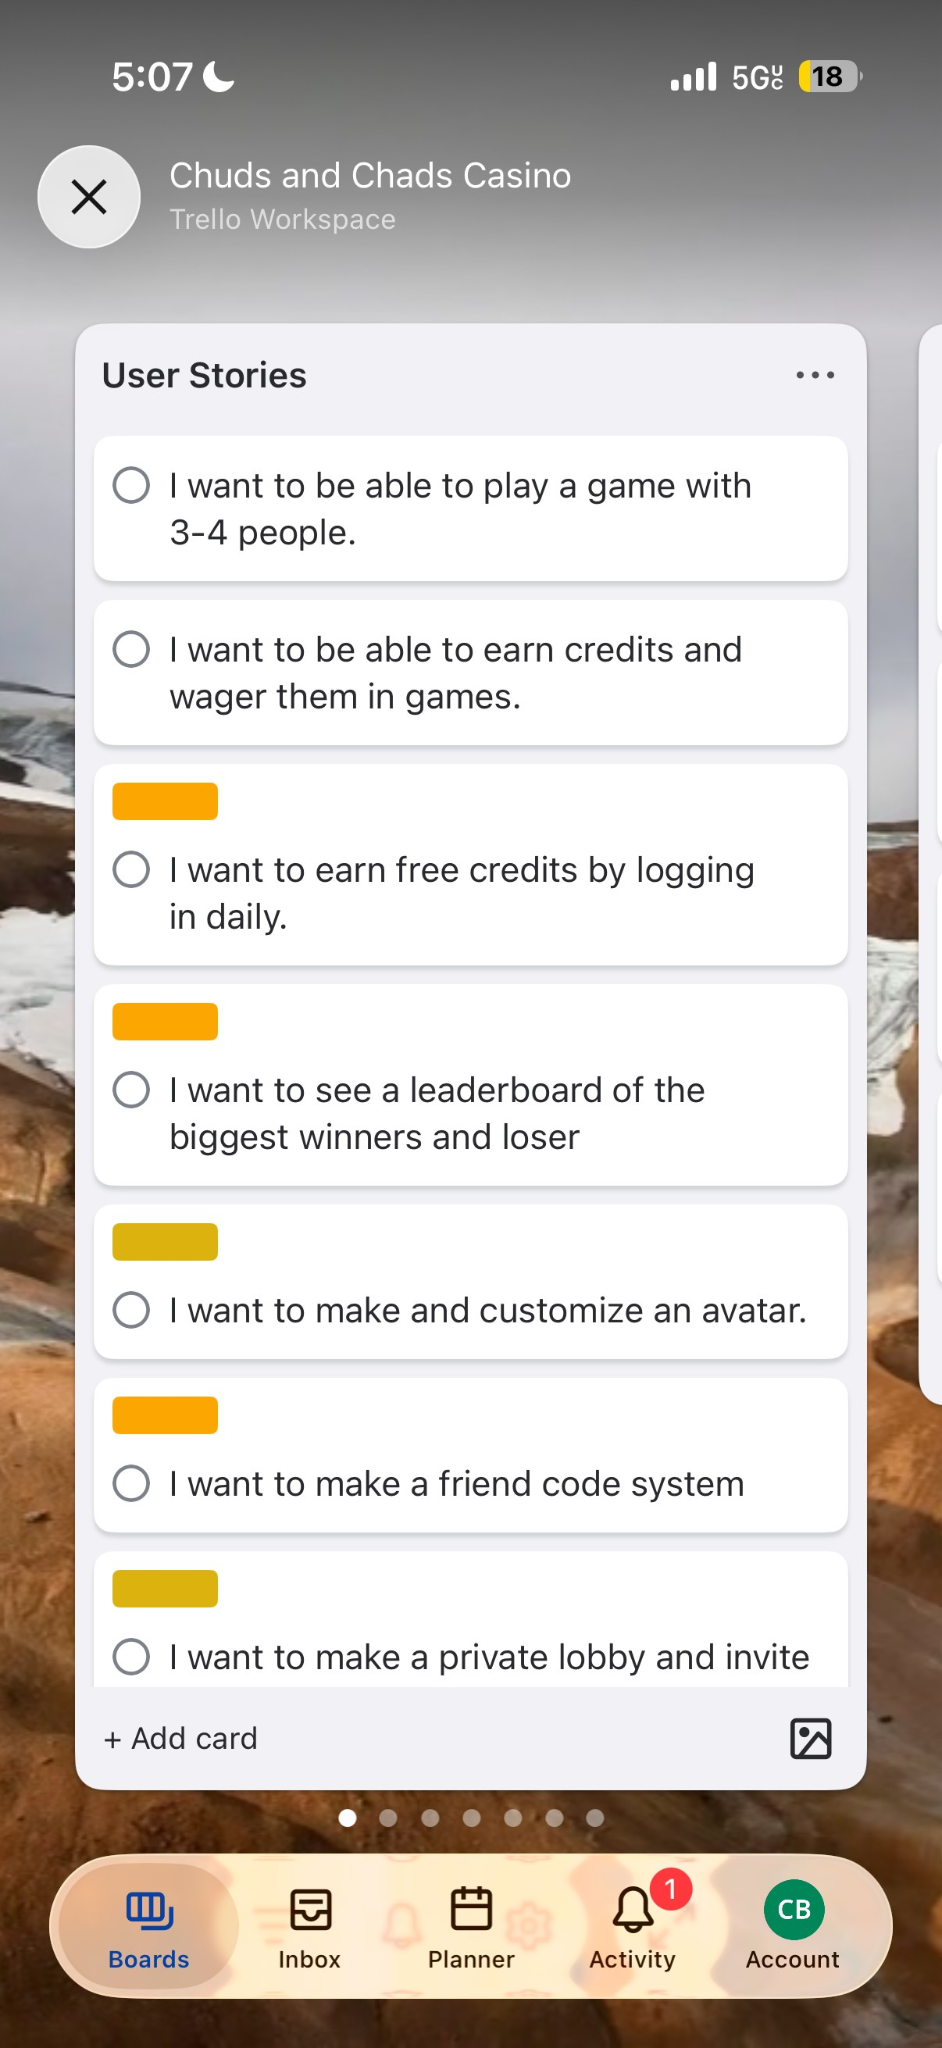 5:07
5G UC
18
Chuds and Chads Casino
Trello Workspace
User Stories
I want to be able to play a game with
3-4 people.
I want to be able to earn credits and
wager them in games.
I want to earn free credits by logging
in daily.
I want to see a leaderboard of the
biggest winners and loser
I want to make and customize an avatar.
I want to make a friend code system
I want to make a private lobby and invite
+ Add card
1
CB
Boards
Inbox
Planner
Activity
Account